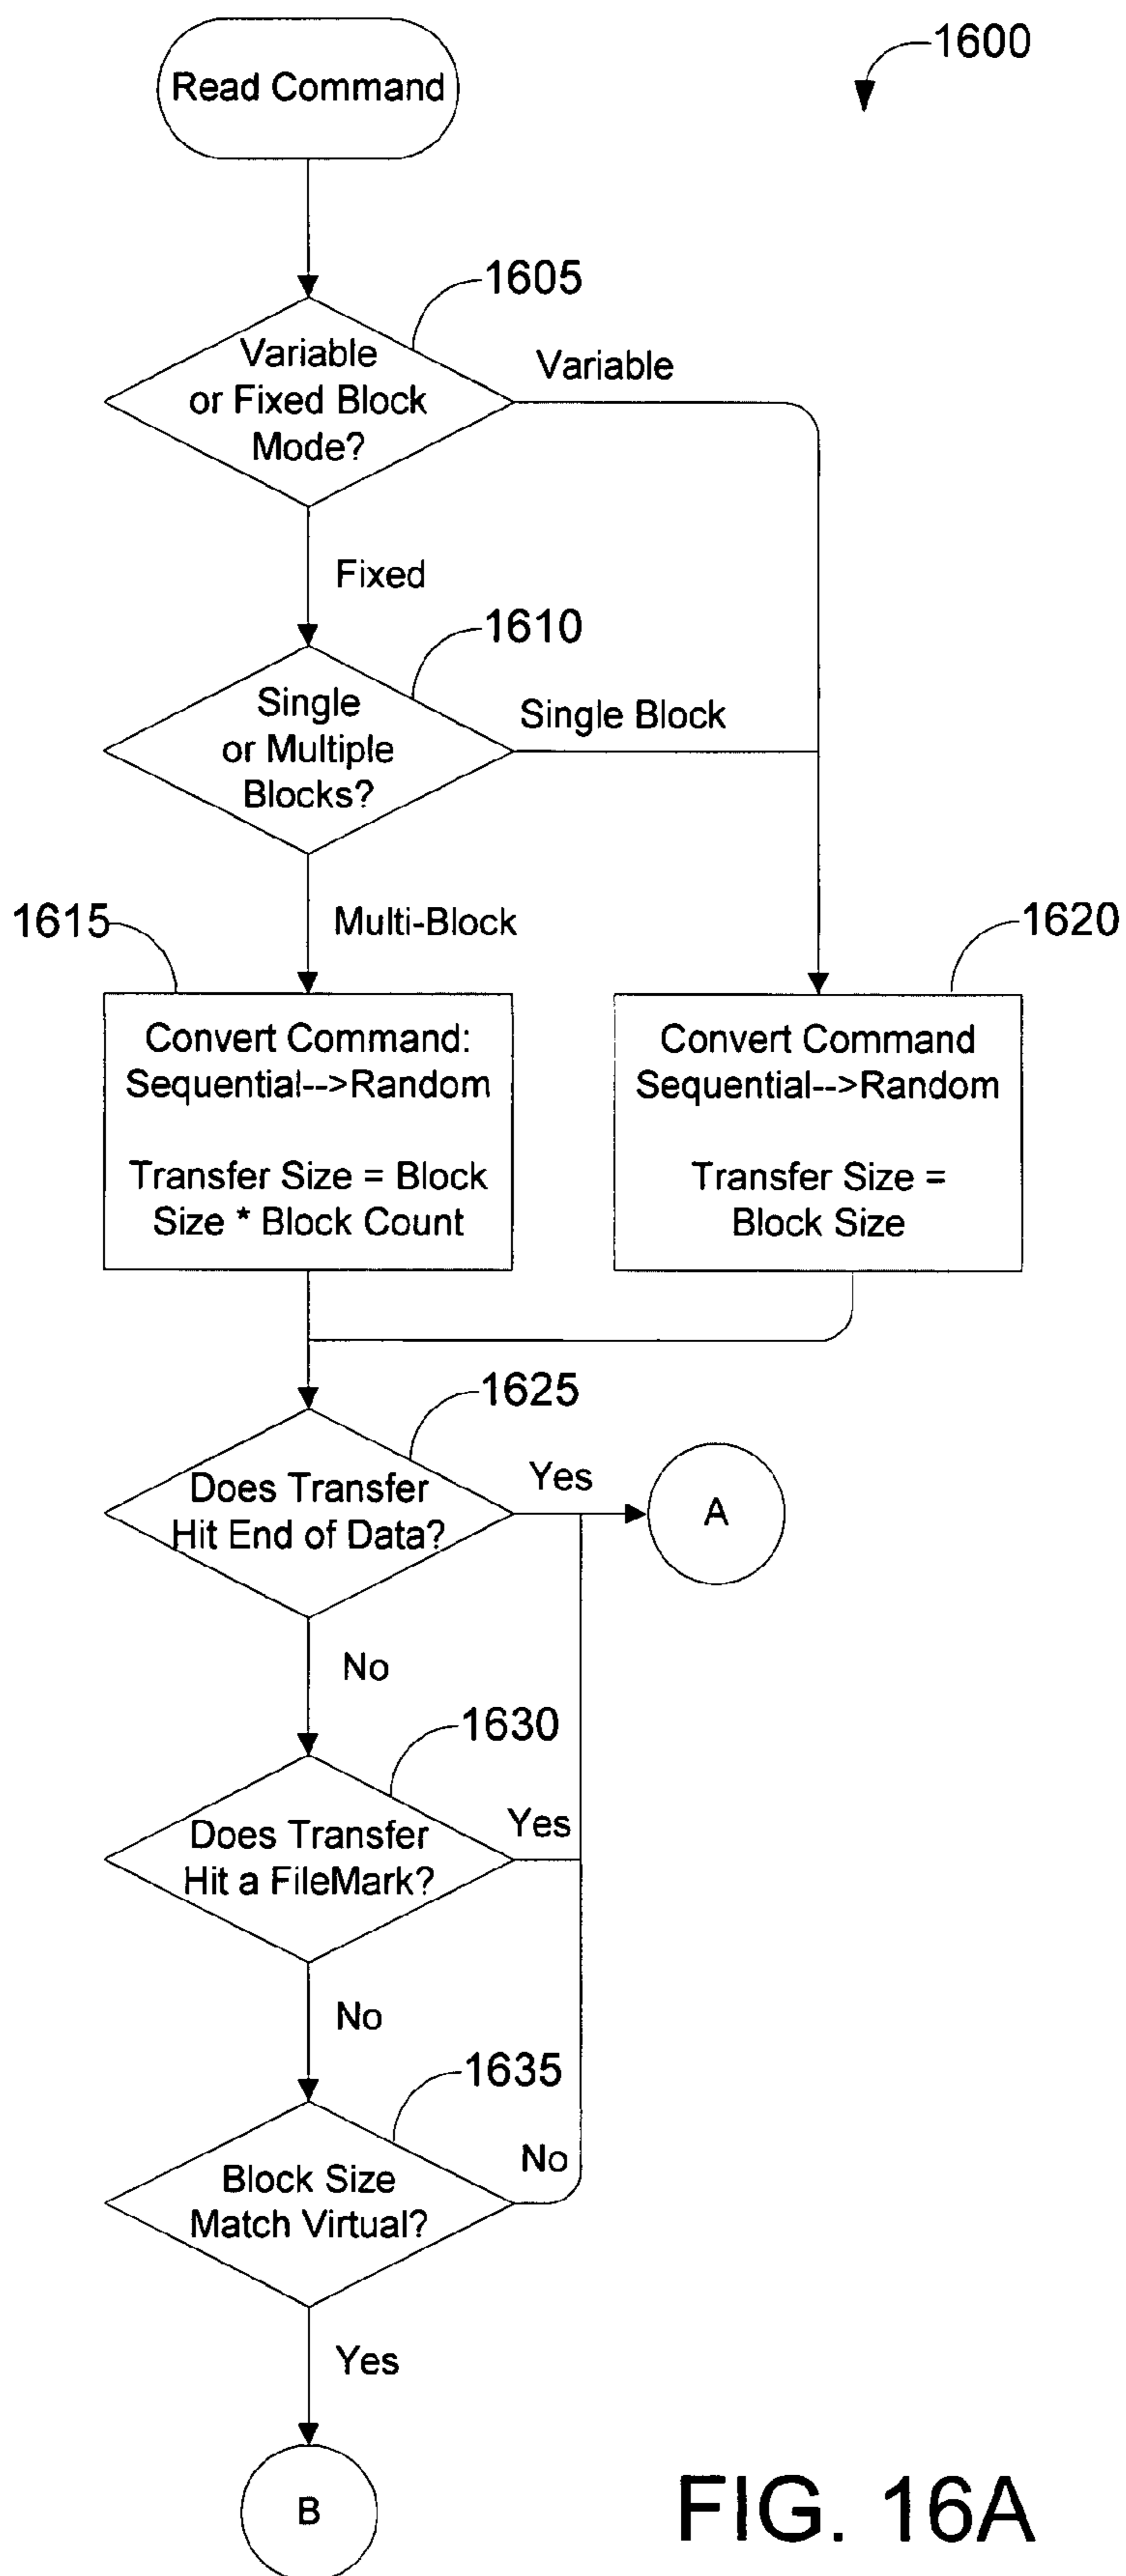 1600
Read Command
1605
Variable
or Fixed Block
Mode?
Variable
Fixed
1610
Single
or Multiple
Blocks?
Single Block
Multi-Block
1615
1620
Convert Command:
Sequential-->Random
Transfer Size = Block
Size * Block Count
Convert Command
Sequential-->Random
Transfer Size =
Block Size
1625
Does Transfer
Hit End of Data?
Yes
A
No
1630
Does Transfer
Hit a FileMark?
Yes
No
1635
Block Size
Match Virtual?
No
Yes
B
FIG. 16A